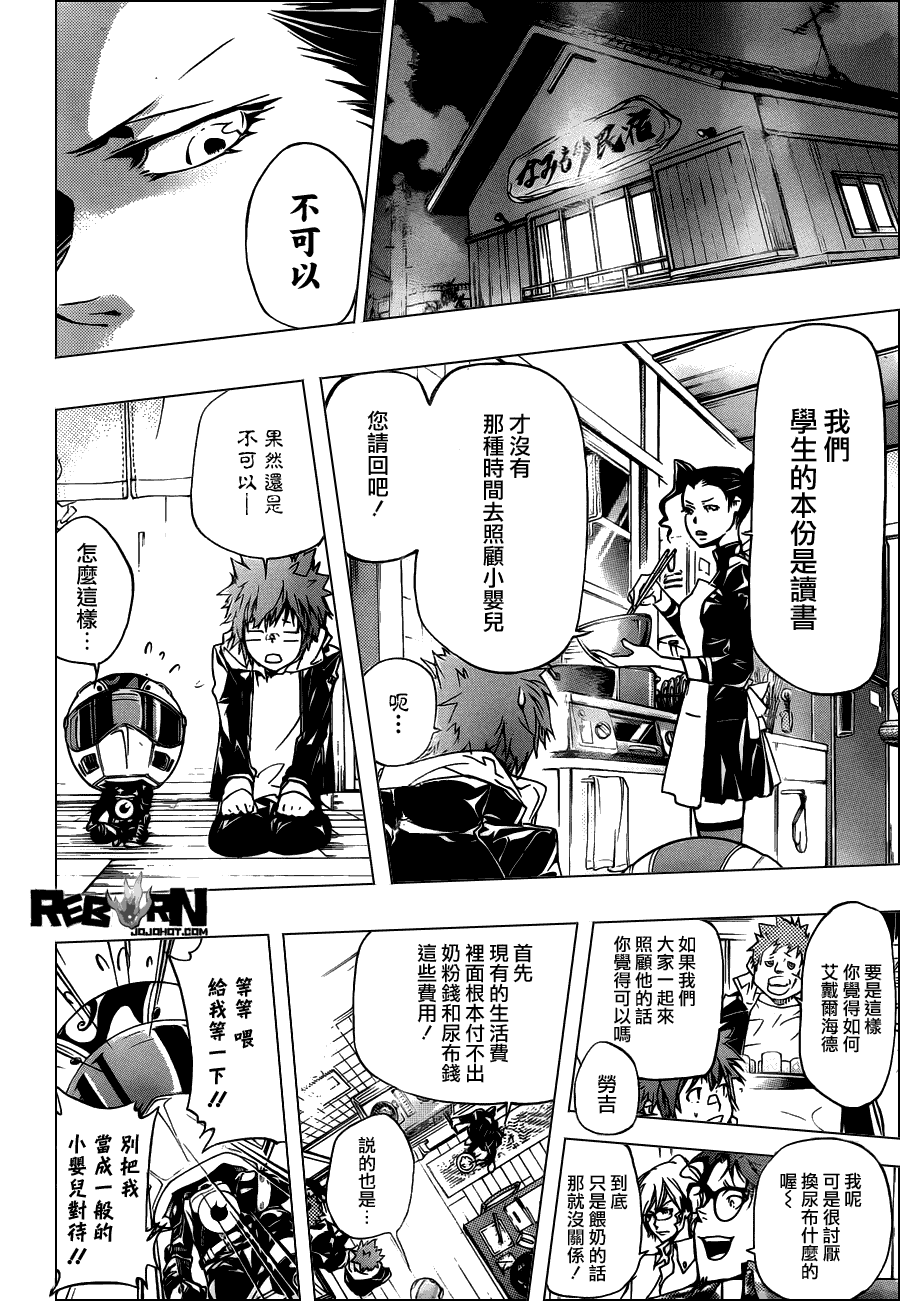 なみもり民宿
不可以
我們
學生的本份是讀書
才沒有
那種時間去照顧小嬰兒
您請回吧!
呃…
果然還是
不可以—
怎麼這樣…
要是這樣
你覺得如何
艾戴爾海德
如果我們
大家一起來
照顧他的話
你覺得可以嗎
勞吉
我呢
可是很討厭
換尿布什麼的
喔~
到底
只是餵奶的話
那就沒關係!
首先
現有的生活費
裡面根本付不出
奶粉錢和尿布錢
這些費用!
説的也是…
等等 喂
給我等一下!!
別把我
當成一般的
小嬰兒對待!!
REBORN
JOJOHOT.COM